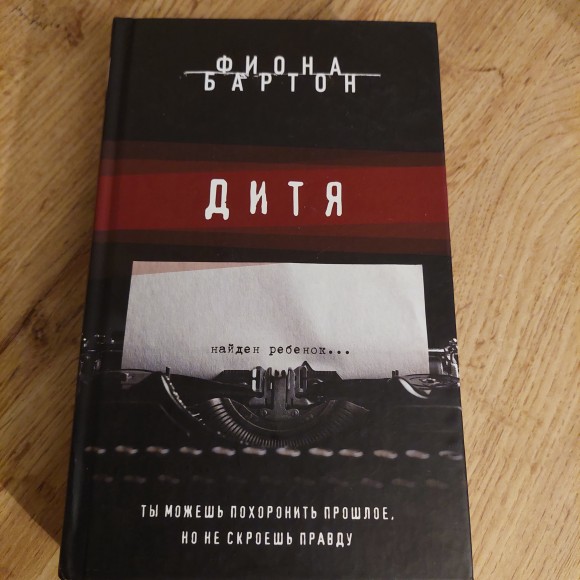 ФИОНА
БАРТОН
ДИТЯ
найден ребенок...
ТЫ МОЖЕШЬ ПОХОРОНИТЬ ПРОШЛОЕ,
НО НЕ СКРОЕШЬ ПРАВДУ